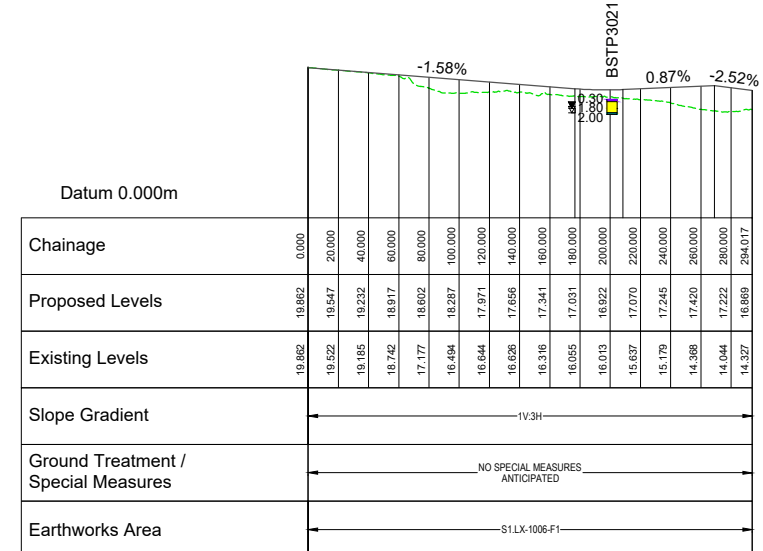 BSTP3021
-1.58%
0.87%
-2.52%
0.30
1.80
2.00
Datum 0.000m
Chainage
0.000 20.000 40.000 60.000 80.000 100.000 120.000 140.000 160.000 180.000 200.000 220.000 240.000 260.000 280.000 294.017
Proposed Levels
19.862 19.547 19.232 18.917 18.602 18.287 17.971 17.656 17.341 17.031 16.922 17.070 17.245 17.420 17.222 16.869
Existing Levels
19.862 19.522 19.185 18.742 17.177 16.494 16.644 16.626 16.316 16.055 16.013 15.637 15.179 14.368 14.044 14.327
Slope Gradient
1V:3H
Ground Treatment /
Special Measures
NO SPECIAL MEASURES
ANTICIPATED
Earthworks Area
S1.LX-1006-F1